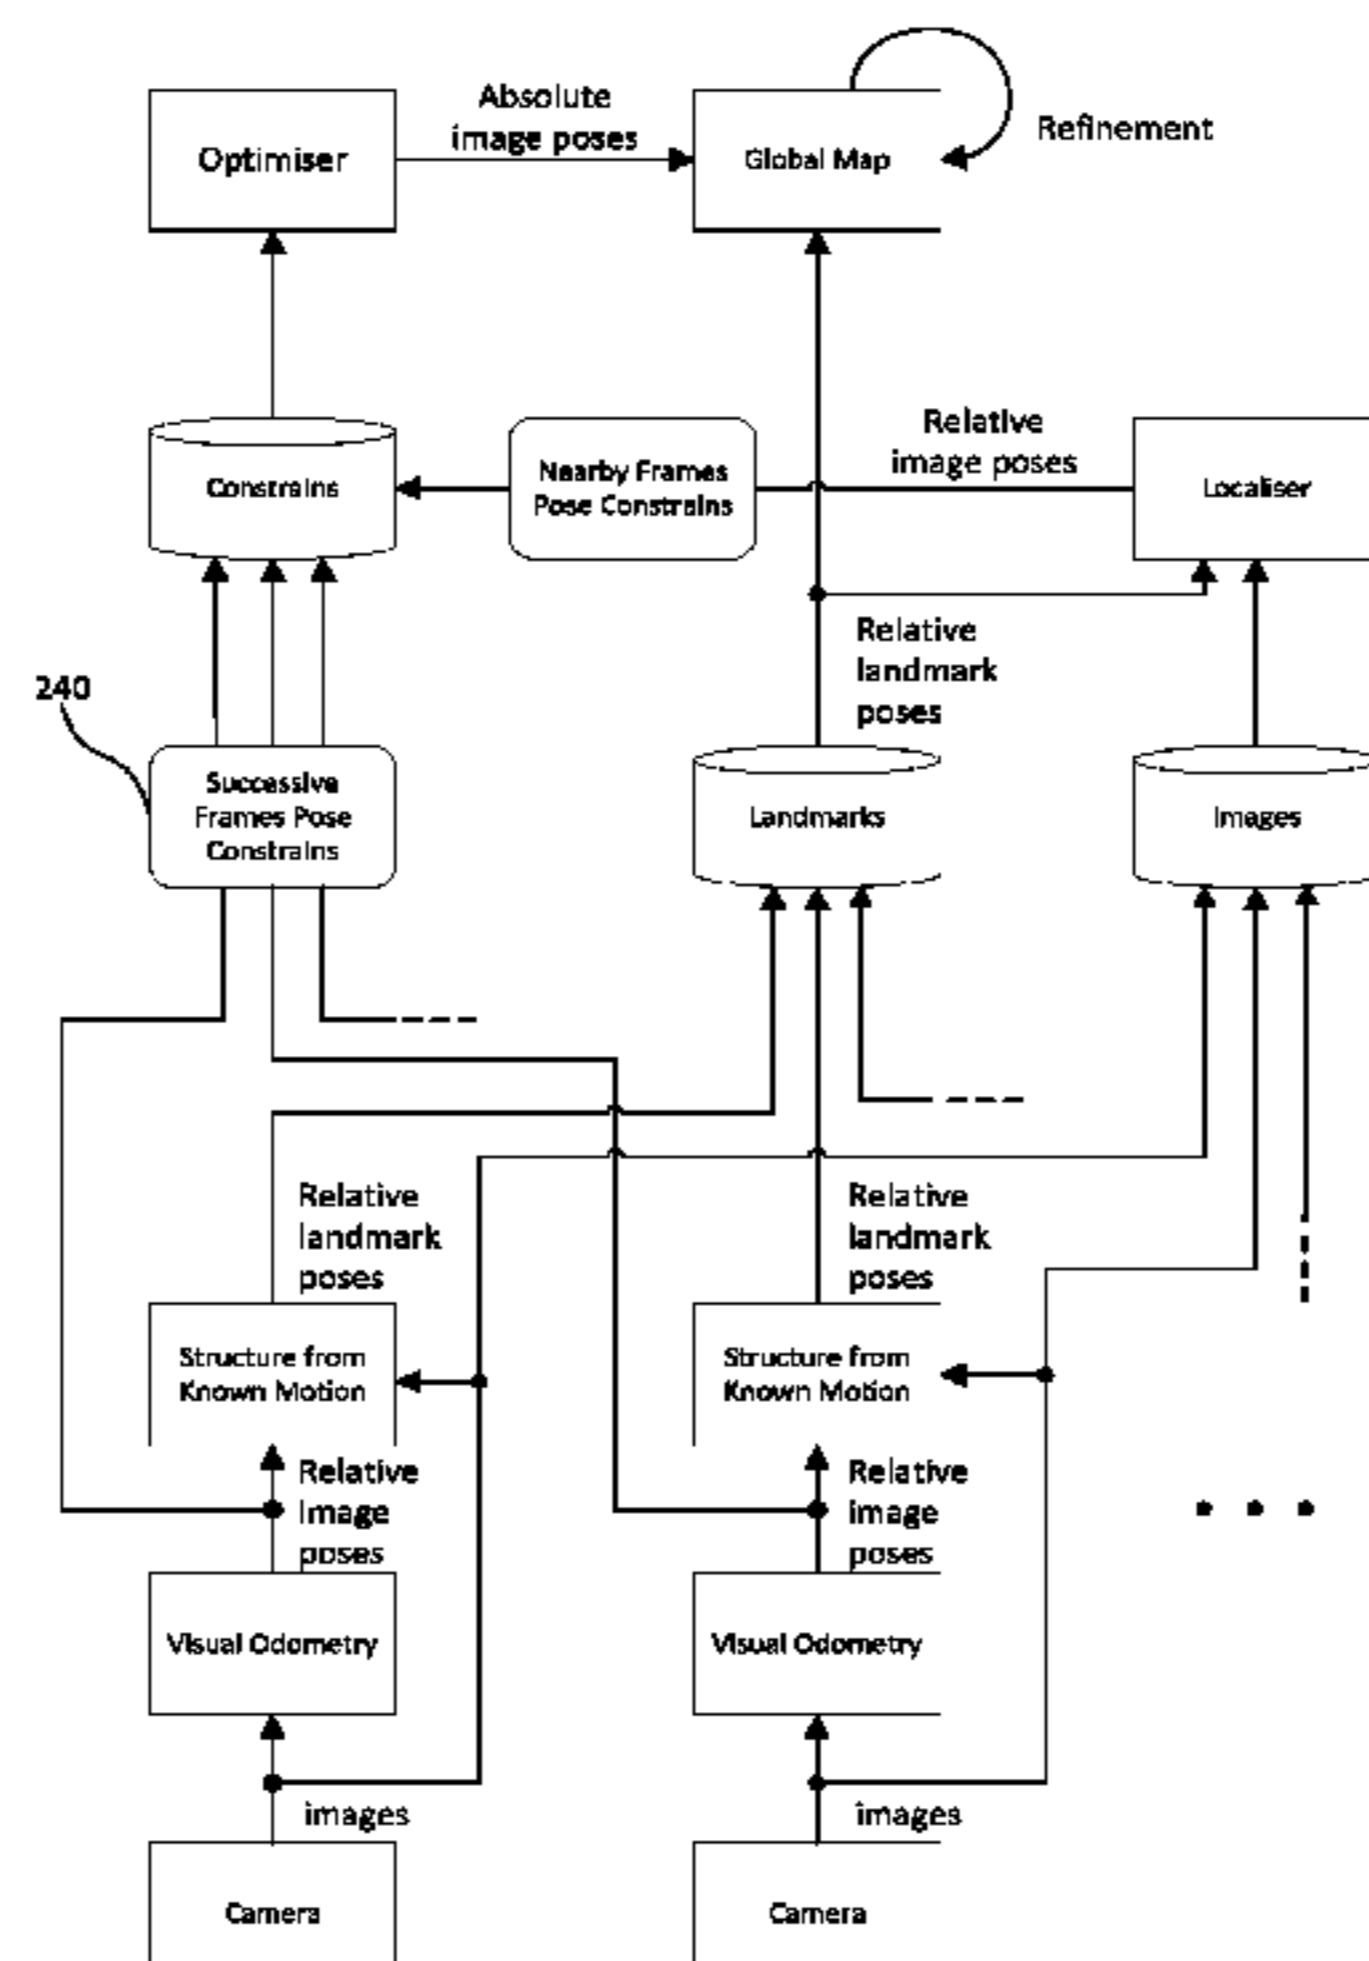 Absolute
image poses
Optimiser
Global Map
Refinement
Relative
image poses
Constrains
Nearby Frames
Pose Constrains
Localiser
Relative
landmark
poses
240
Successive
Frames Pose
Constrains
Landmarks
Images
Relative
landmark
poses
Relative
landmark
poses
Structure from
Known Motion
Structure from
Known Motion
Relative
Image
poses
Relative
image
poses
Visual Odometry
Visual Odometry
images
images
Camera
Camera